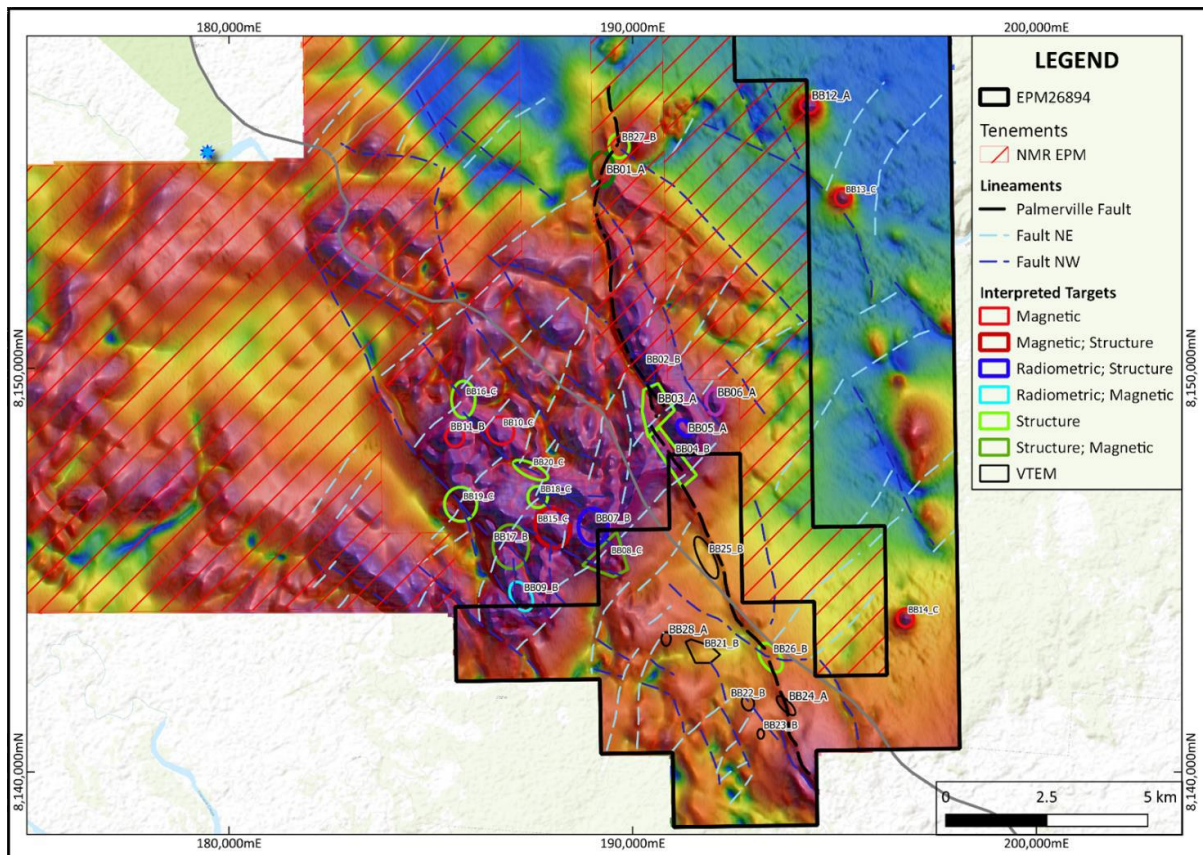 180,000mE
190,000mE
200,000mE
LEGEND
EPM26894
Tenements
NMR EPM
Lineaments
Palmerville Fault
Fault NE
Fault NW
Interpreted Targets
Magnetic
Magnetic; Structure
Radiometric; Structure
Radiometric; Magnetic
Structure
Structure; Magnetic
VTEM
BB12_A
BB27_B
BB01_A
BB13_C
8,150,000mN
8,150,000mN
BB02_B
BB16_C
BB03_A
BB06_A
BB11_B
BB10_C
BB05_A
BB04_B
BB20_C
BB19_C
BB18_C
BB15_C
BB07_B
BB17_B
BB08_C
BB25_B
BB09_B
BB14_C
BB28_A
BB21_B
BB26_B
BB22_B
BB24_A
BB23_B
8,140,000mN
8,140,000mN
0
2.5
5 km
180,000mE
190,000mE
200,000mE